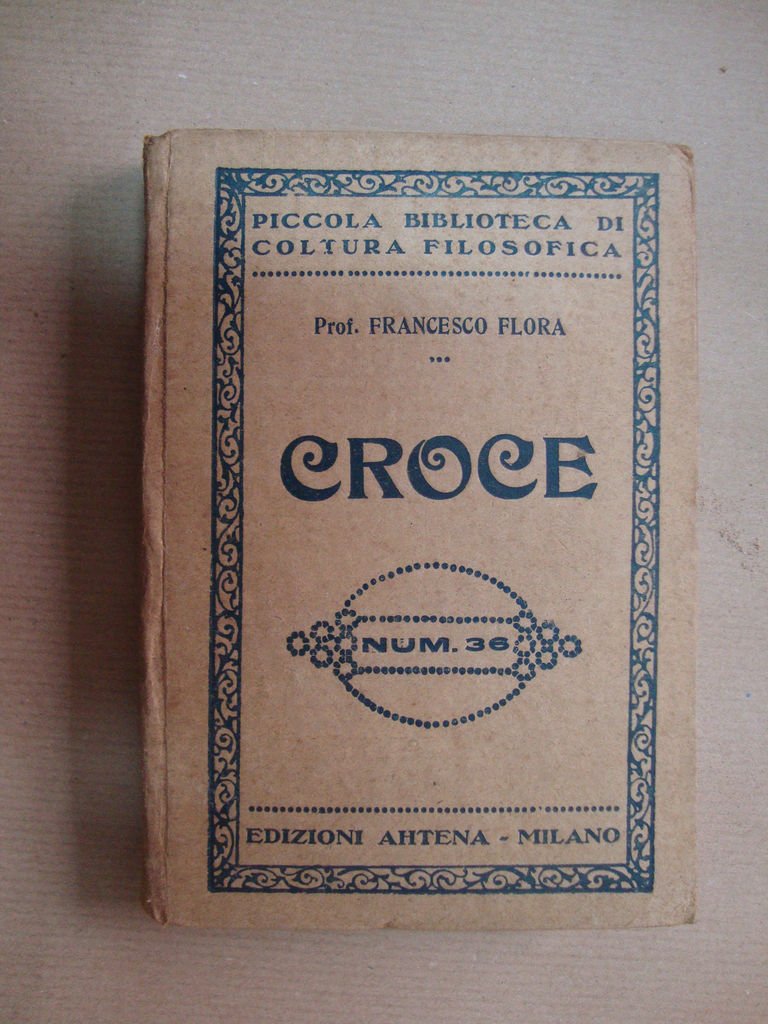 PICCOLA BIBLIOTECA DI
COLTURA FILOSOFICA
Prof. FRANCESCO FLORA
CROCE
NUM. 36
EDIZIONI AHTENA - MILANO